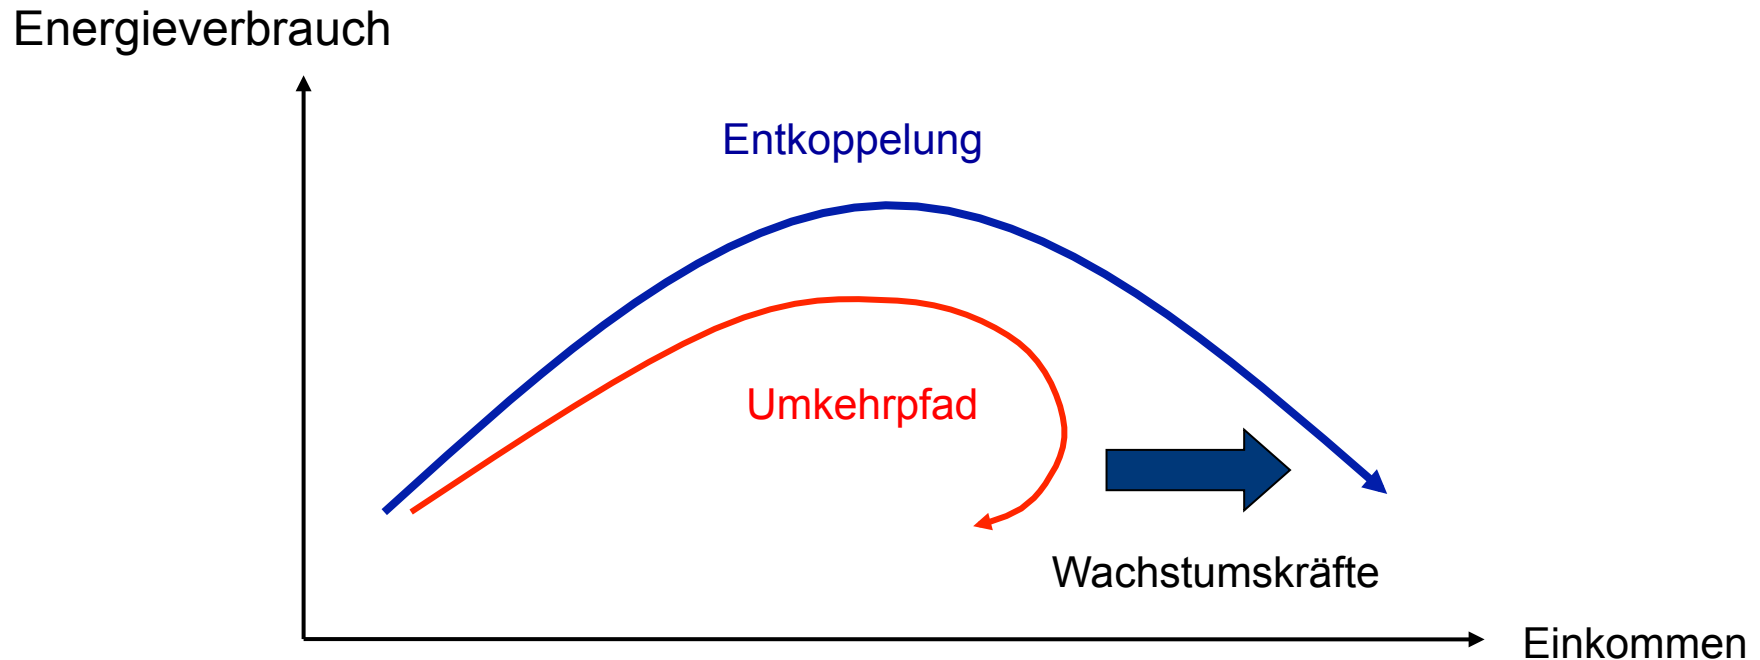 Energieverbrauch
Entkoppelung
Umkehrpfad
Wachstumskräfte
Einkommen